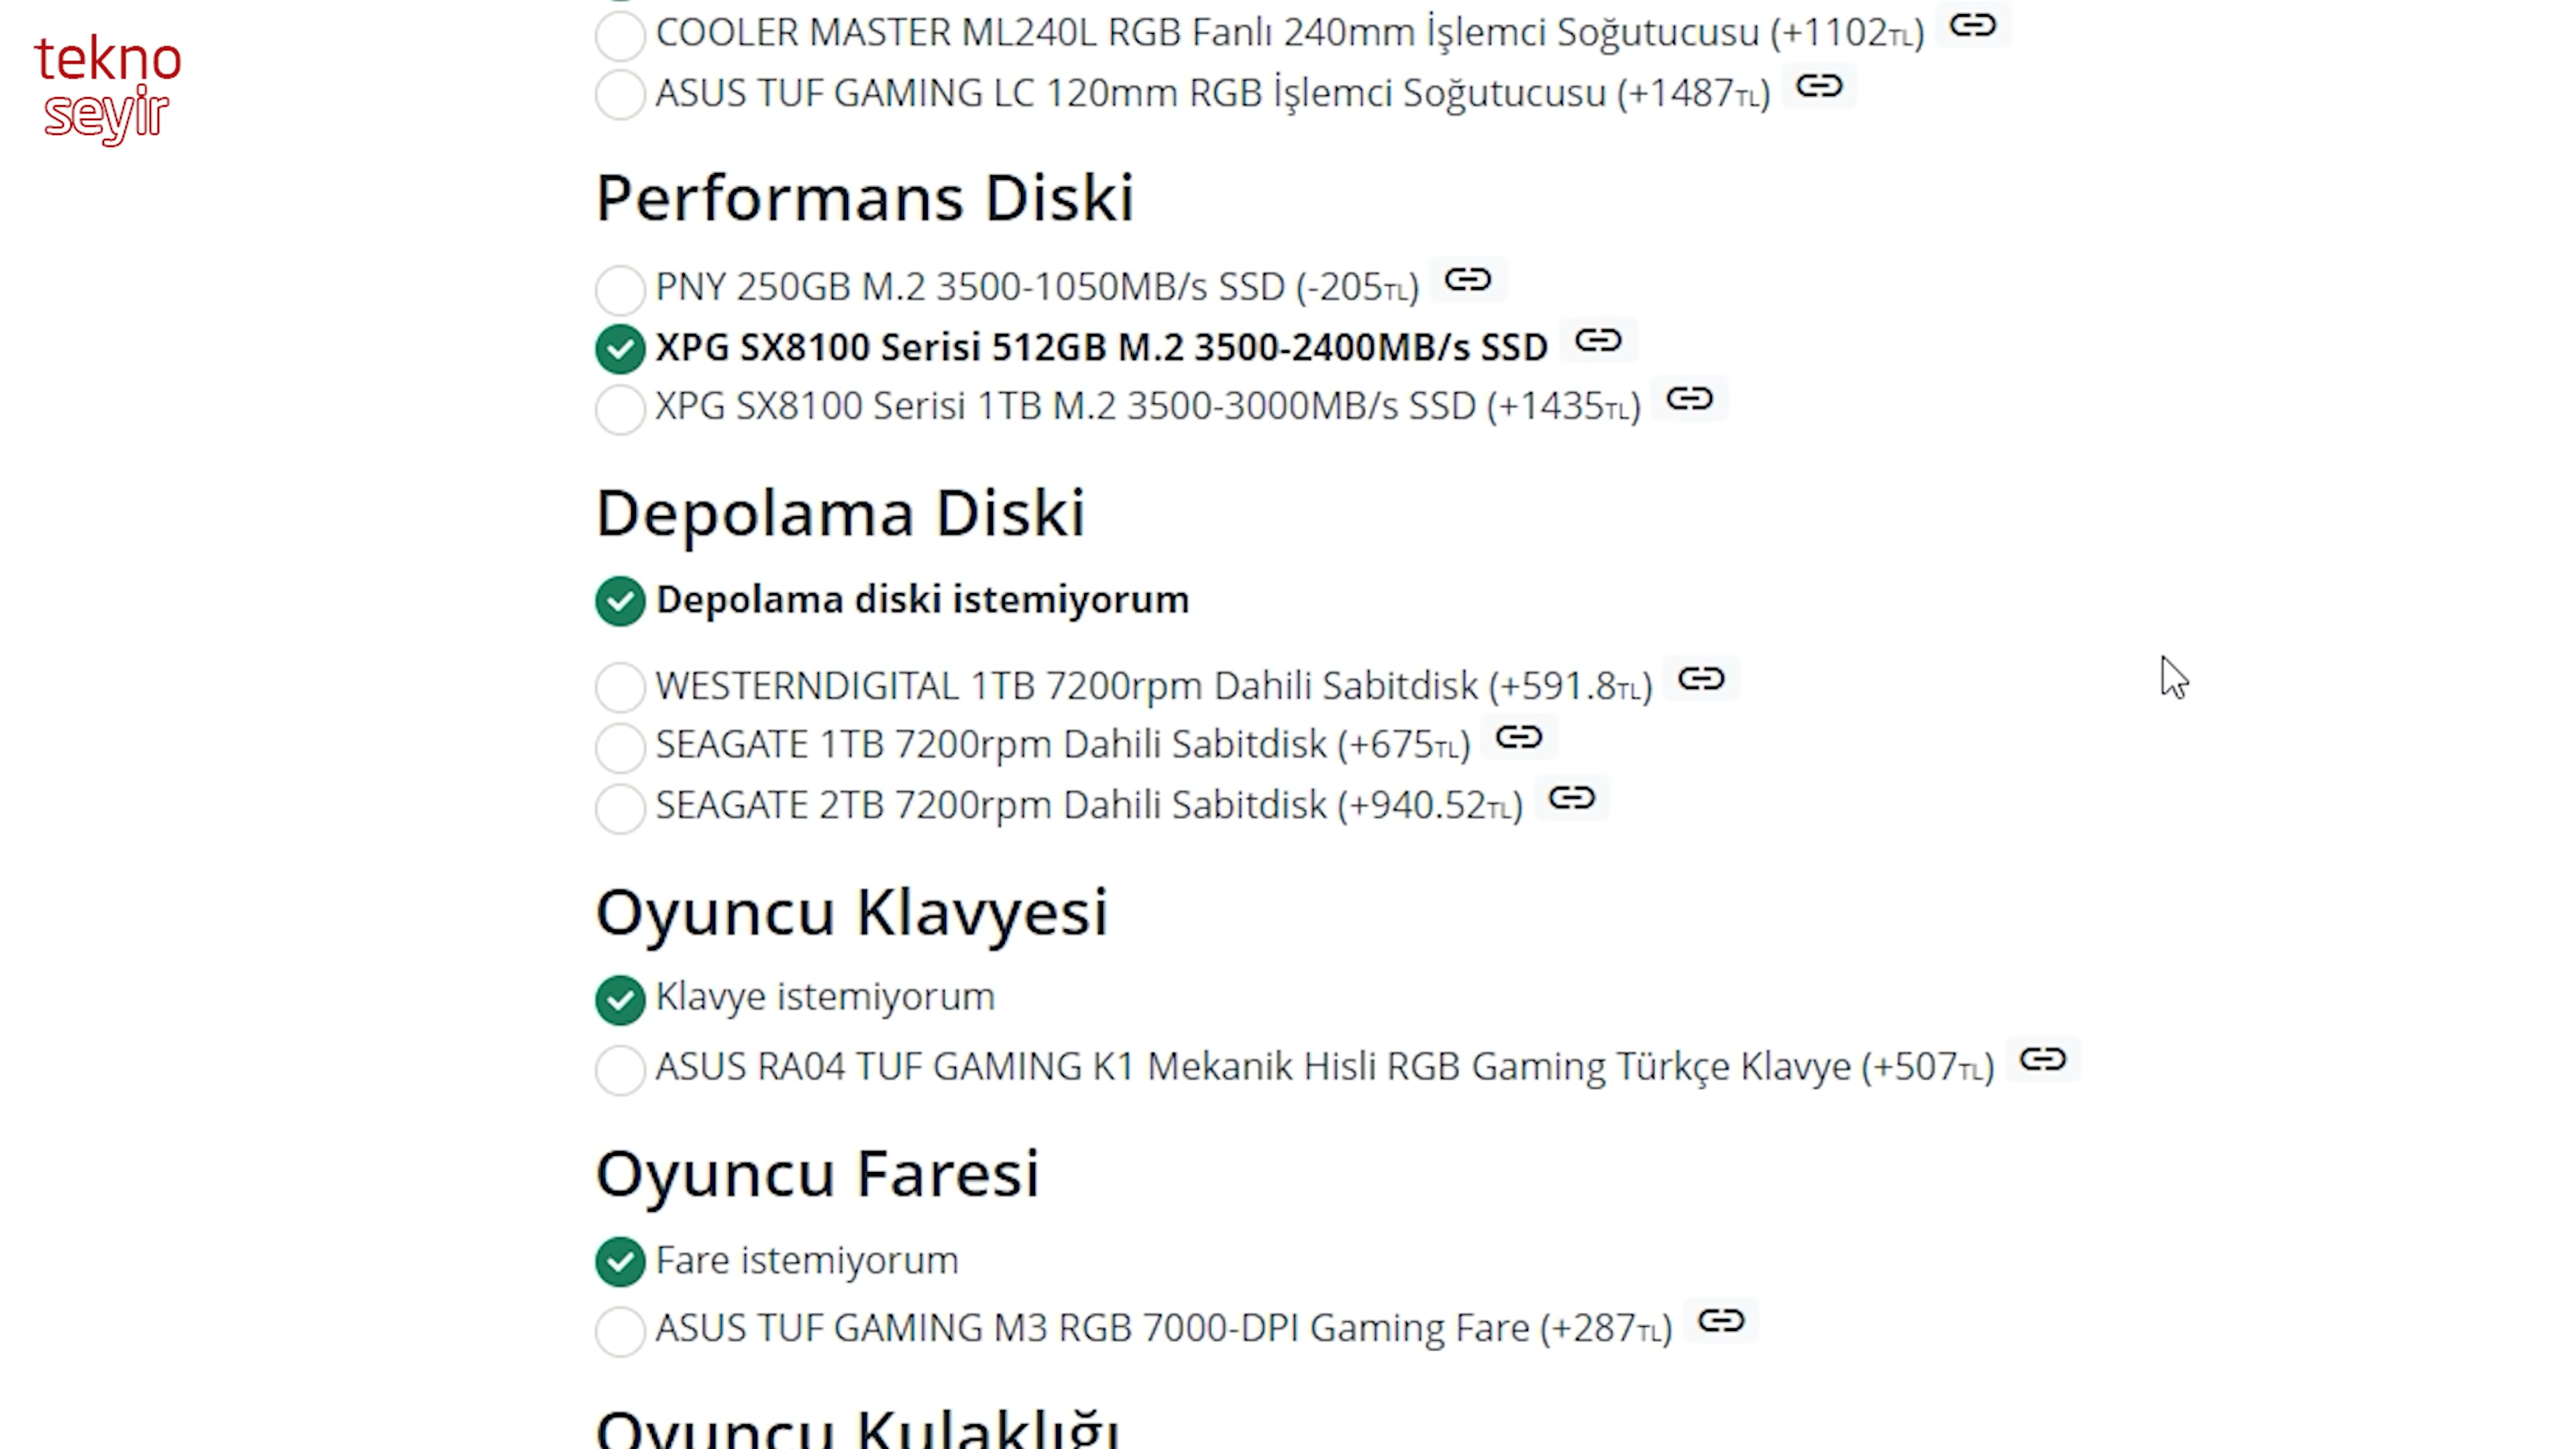 tekno
seyir
COOLER MASTER ML240L RGB Fanlı 240mm İşlemci Soğutucusu (+1102TL)
ASUS TUF GAMING LC 120mm RGB İşlemci Soğutucusu (+1487TL)
Performans Diski
PNY 250GB M.2 3500-1050MB/s SSD (-205TL)
XPG SX8100 Serisi 512GB M.2 3500-2400MB/s SSD
XPG SX8100 Serisi 1TB M.2 3500-3000MB/s SSD (+1435TL)
Depolama Diski
Depolama diski istemiyorum
WESTERNDIGITAL 1TB 7200rpm Dahili Sabitdisk (+591.8TL)
SEAGATE 1TB 7200rpm Dahili Sabitdisk (+675TL)
SEAGATE 2TB 7200rpm Dahili Sabitdisk (+940.52TL)
Oyuncu Klavyesi
Klavye istemiyorum
ASUS RA04 TUF GAMING K1 Mekanik Hisli RGB Gaming Türkçe Klavye (+507TL)
Oyuncu Faresi
Fare istemiyorum
ASUS TUF GAMING M3 RGB 7000-DPI Gaming Fare (+287TL)
Oyuncu Kulaklığı